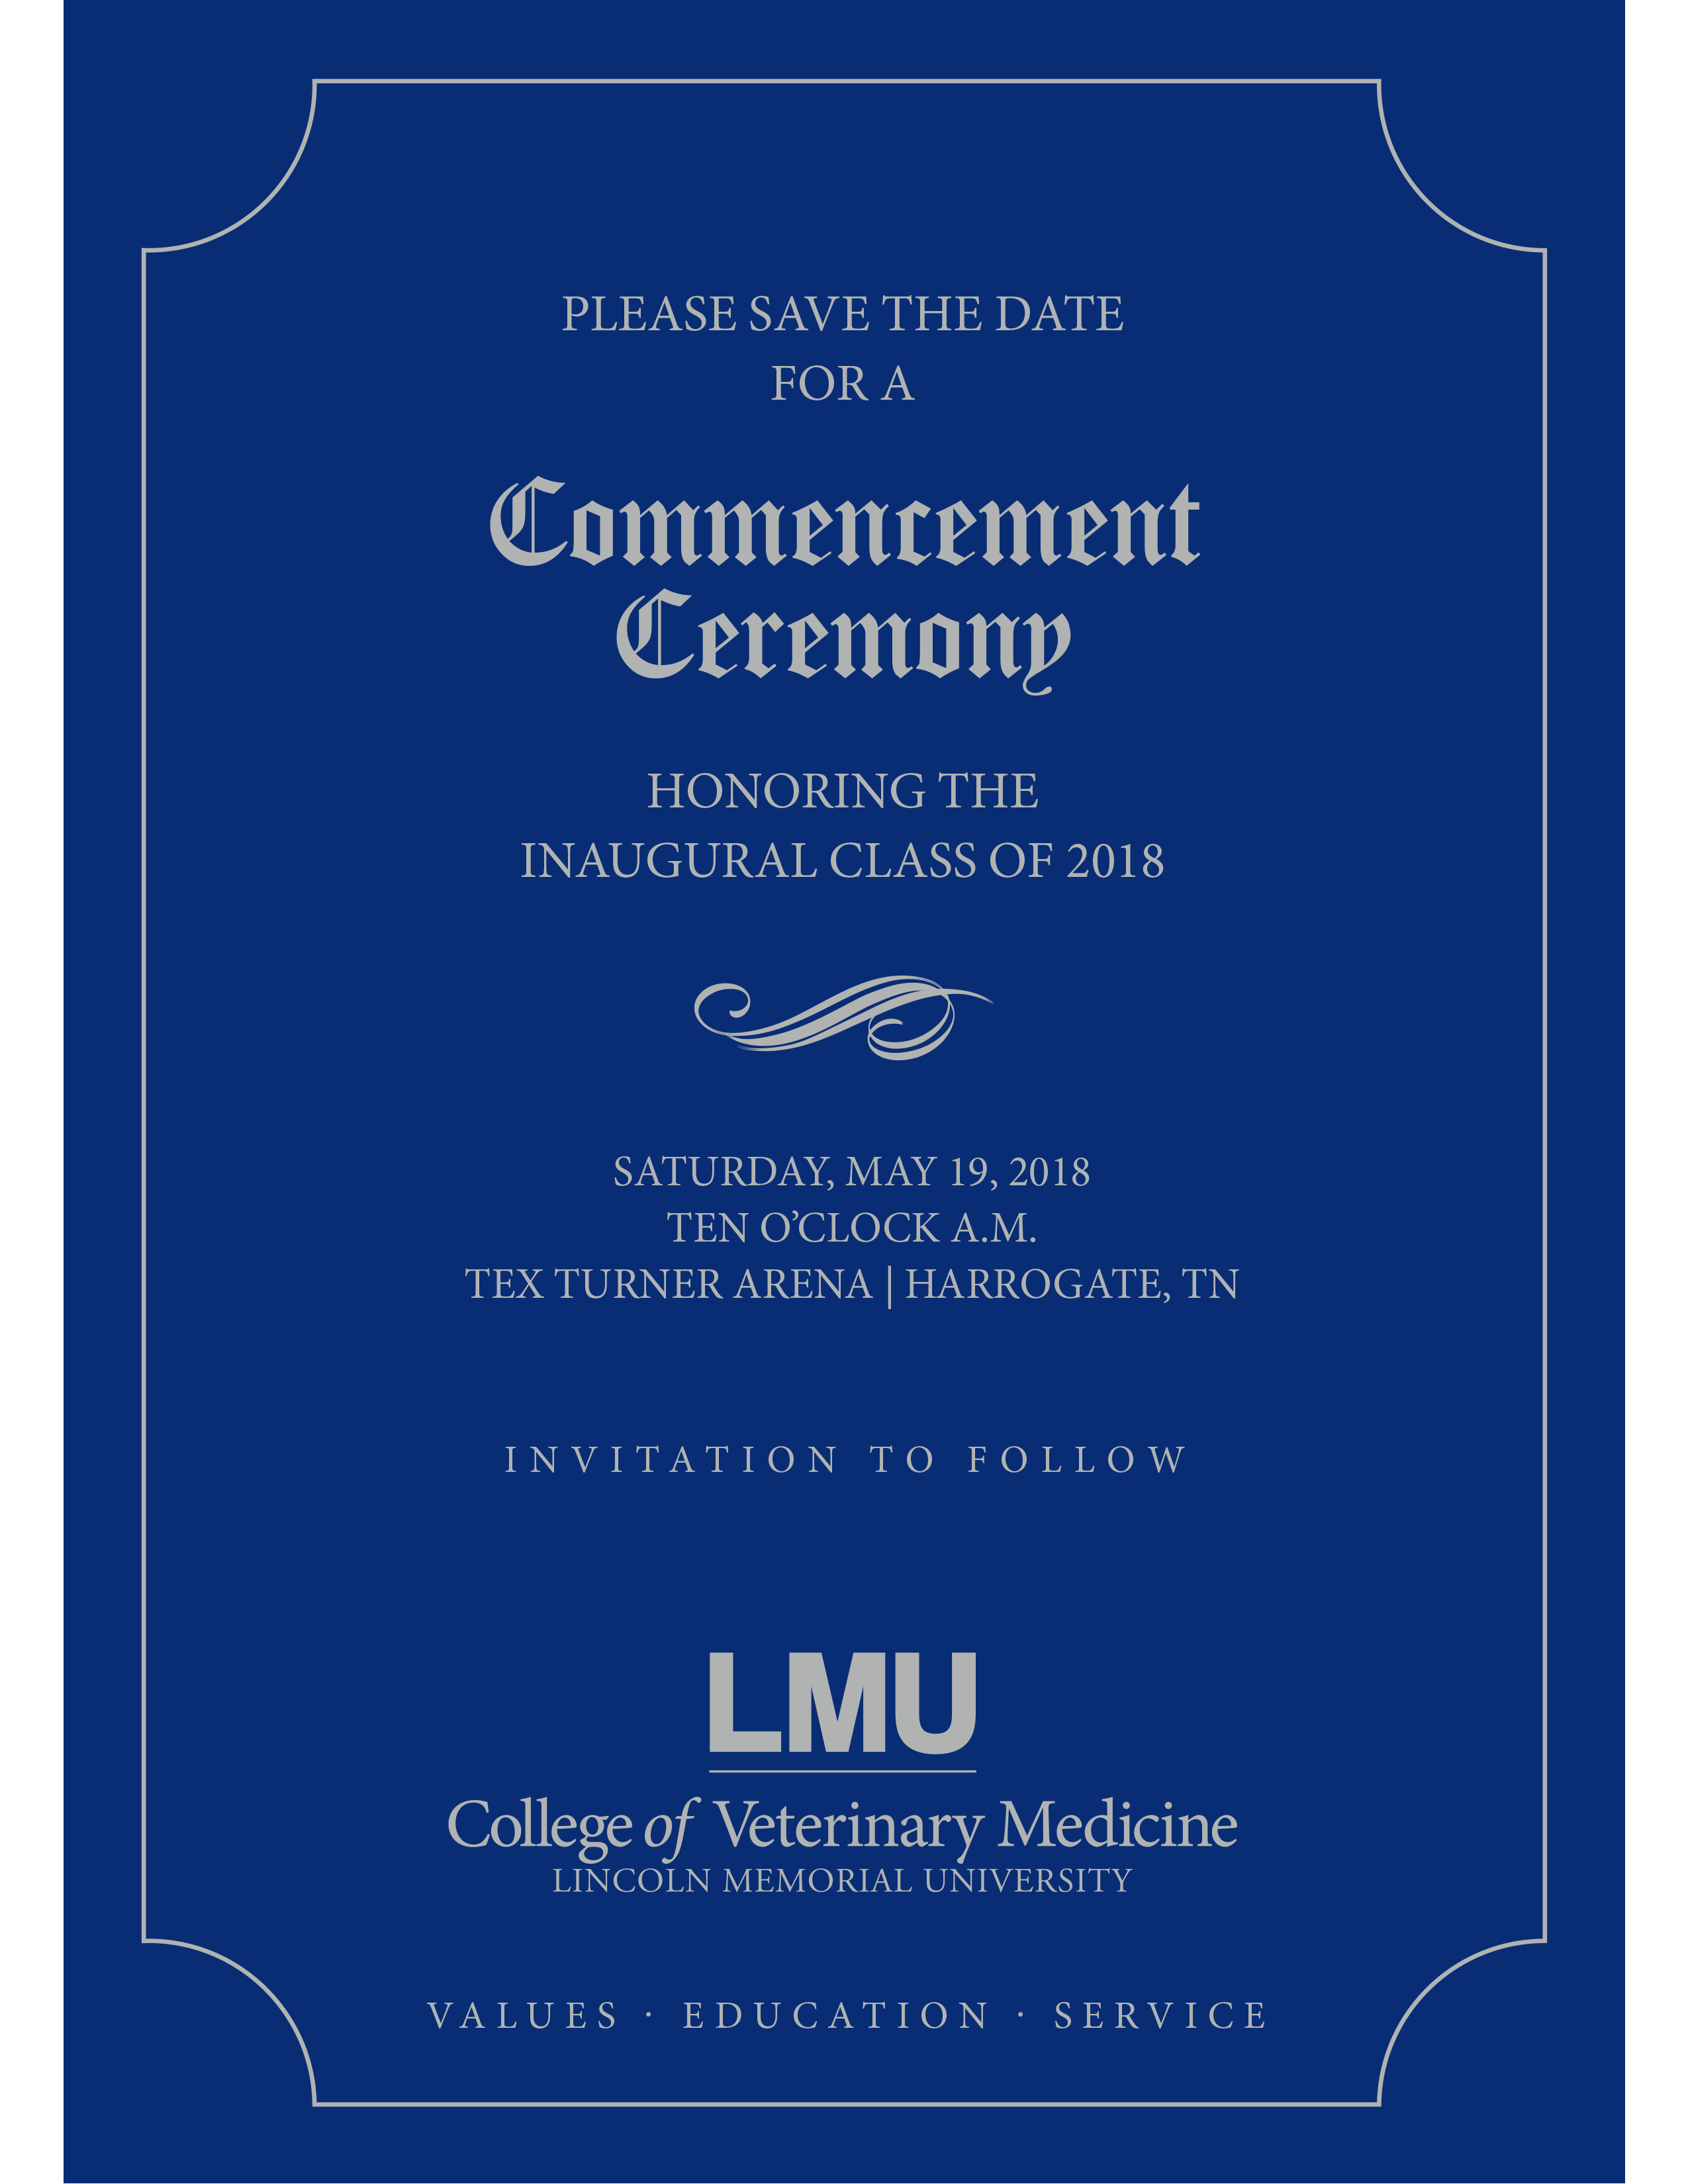 PLEASE SAVE THE DATE
FOR A
Commencement
Ceremony
HONORING THE
INAUGURAL CLASS OF 2018
SATURDAY, MAY 19, 2018
TEN O’CLOCK A.M.
TEX TURNER ARENA | HARROGATE, TN
INVITATION TO FOLLOW
LMU
College of Veterinary Medicine
LINCOLN MEMORIAL UNIVERSITY
VALUES · EDUCATION · SERVICE